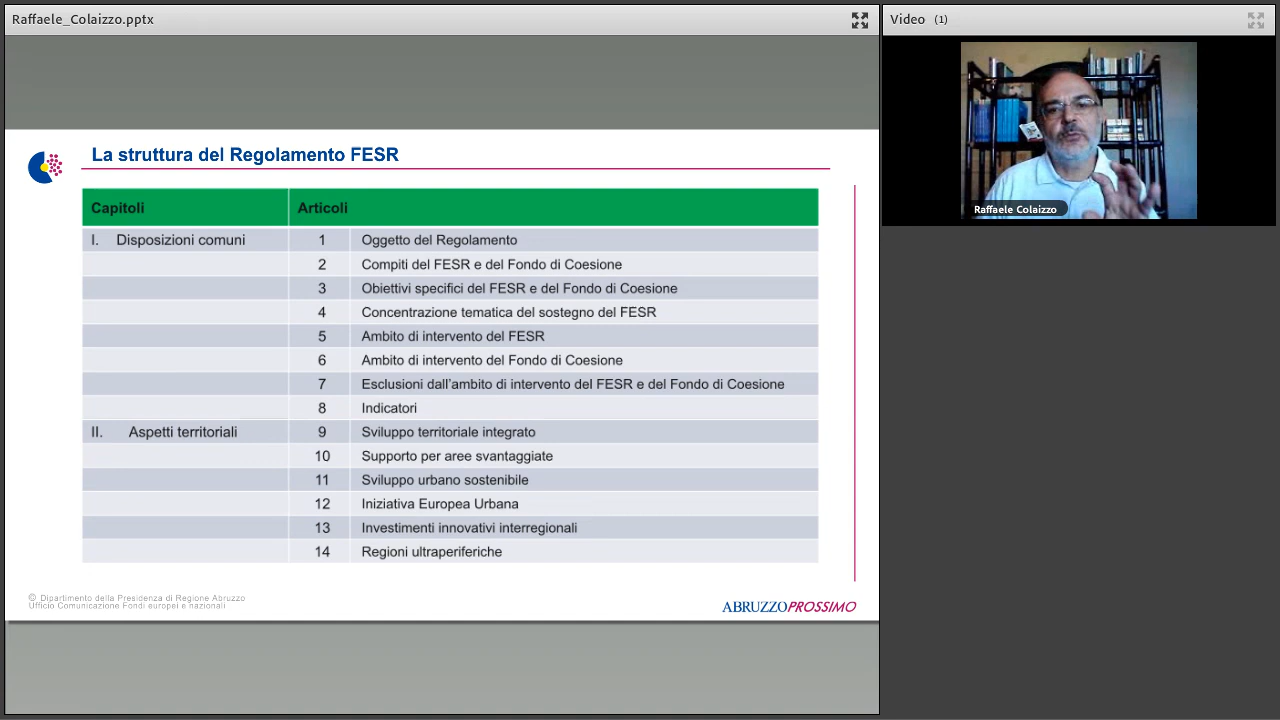 Raffaele_Colaizzo.pptx
Video (1)
Raffaele Colaizzo
La struttura del Regolamento FESR
Capitoli Articoli
I. Disposizioni comuni 1 Oggetto del Regolamento
2 Compiti del FESR e del Fondo di Coesione
3 Obiettivi specifici del FESR e del Fondo di Coesione
4 Concentrazione tematica del sostegno del FESR
5 Ambito di intervento del FESR
6 Ambito di intervento del Fondo di Coesione
7 Esclusioni dall'ambito di intervento del FESR e del Fondo di Coesione
8 Indicatori
II. Aspetti territoriali 9 Sviluppo territoriale integrato
10 Supporto per aree svantaggiate
11 Sviluppo urbano sostenibile
12 Iniziativa Europea Urbana
13 Investimenti innovativi interregionali
14 Regioni ultraperiferiche
© Dipartimento della Presidenza di Regione Abruzzo
Ufficio Comunicazione Fondi europei e nazionali
ABRUZZOPROSSIMO